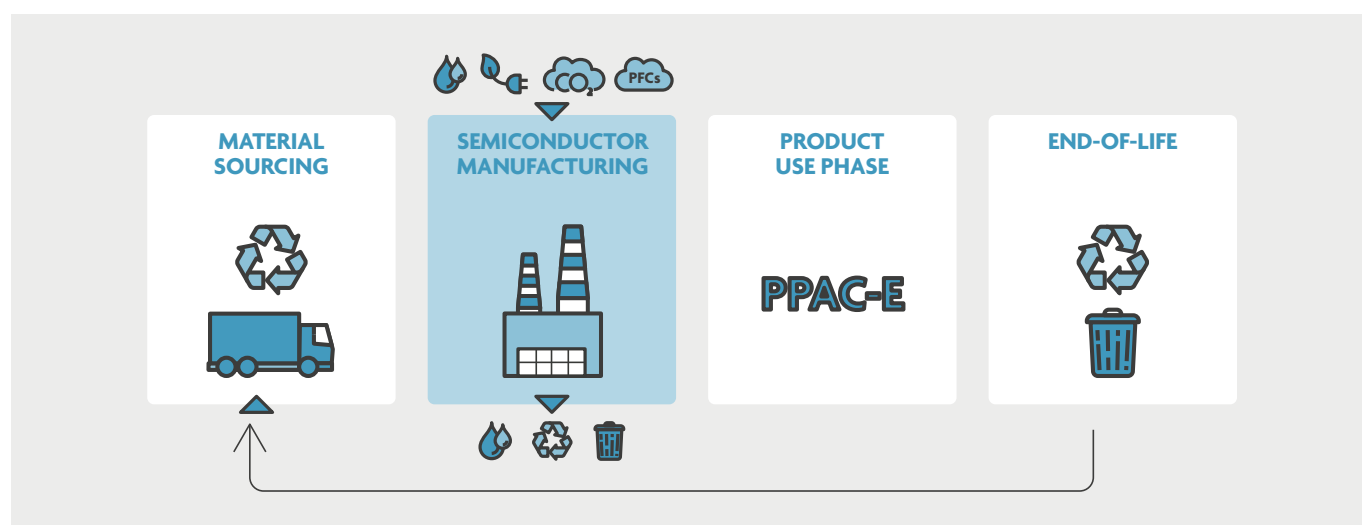 CO2
PFCs
MATERIAL
SOURCING
SEMICONDUCTOR
MANUFACTURING
PRODUCT
USE PHASE
END-OF-LIFE
PPAC-E